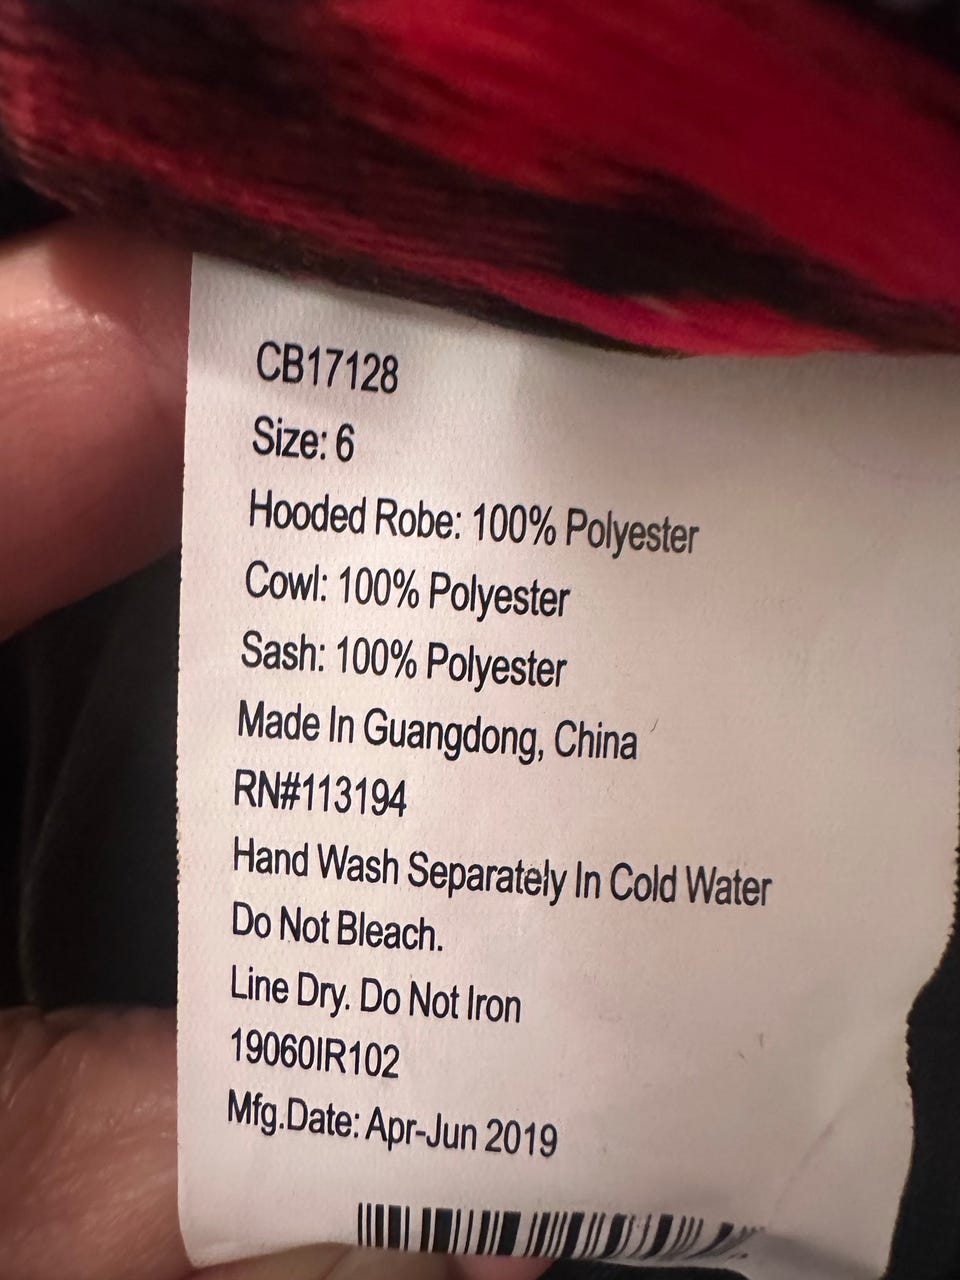 CB17128
Size: 6
Hooded Robe: 100% Polyester
Cowl: 100% Polyester
Sash: 100% Polyester
Made In Guangdong, China
RN#113194
Hand Wash Separately In Cold Water
Do Not Bleach.
Line Dry. Do Not Iron
19060IR102
Mfg.Date: Apr-Jun 2019